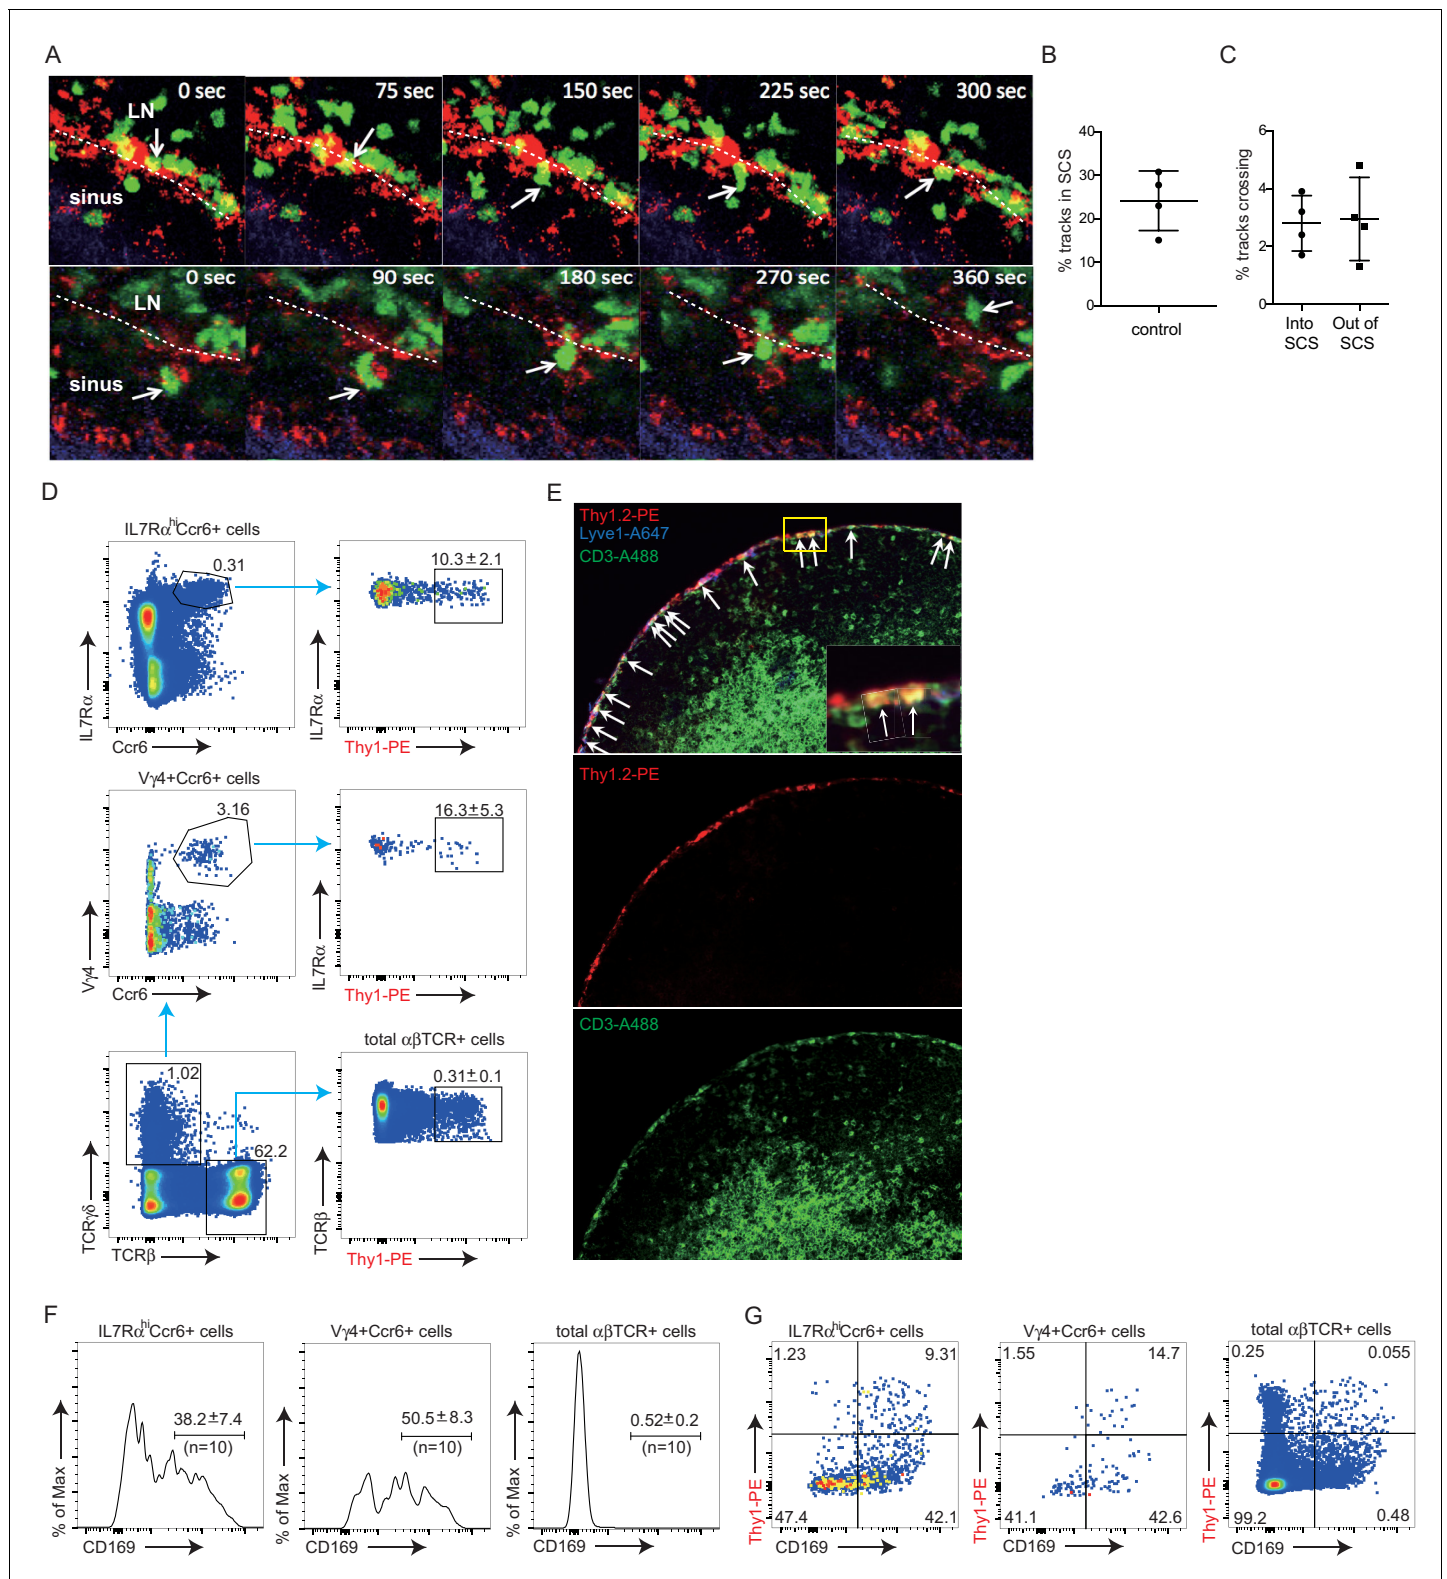 A
0 sec
75 sec
150 sec
225 sec
300 sec
LN
sinus
0 sec
90 sec
180 sec
270 sec
360 sec
LN
sinus
B
% tracks in SCS
40
30
20
10
0
control
C
% tracks crossing
6
4
2
0
Into SCS
Out of SCS
D
IL7Rαhi Ccr6+ cells
0.31
IL7Rα
Ccr6
10.3±2.1
IL7Rα
Thy1-PE
Vγ4+Ccr6+ cells
3.16
Vγ4
Ccr6
16.3±5.3
IL7Rα
Thy1-PE
1.02
62.2
TCRγδ
TCRβ
total αβTCR+ cells
0.31±0.1
TCRβ
Thy1-PE
E
Thy1.2-PE
Lyve1-A647
CD3-A488
Thy1.2-PE
CD3-A488
F
IL7Rαhi Ccr6+ cells
38.2±7.4
(n=10)
% of Max
CD169
Vγ4+Ccr6+ cells
50.5±8.3
(n=10)
% of Max
CD169
total αβTCR+ cells
0.52±0.2
(n=10)
% of Max
CD169
G
IL7Rαhi Ccr6+ cells
1.23
9.31
47.4
42.1
Thy1-PE
CD169
Vγ4+Ccr6+ cells
1.55
14.7
41.1
42.6
Thy1-PE
CD169
total αβTCR+ cells
0.25
0.055
99.2
0.48
Thy1-PE
CD169